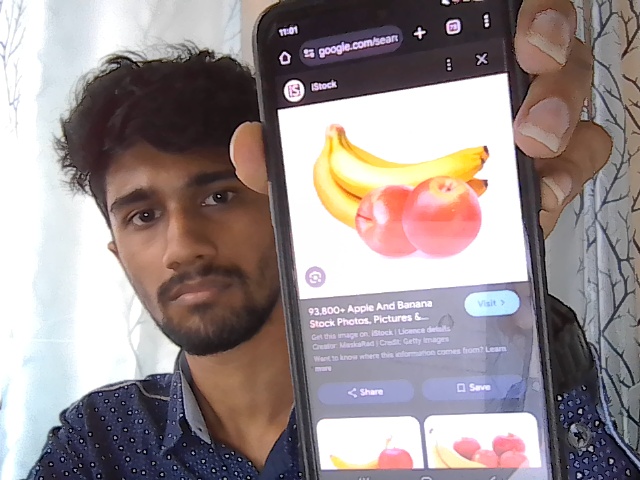 11:01
google.com/sear
iStock
93,800+ Apple And Banana
Stock Photos, Pictures &...
Visit >
Get this image on: iStock | Licence details
Creator: MaskaRad | Credit: Getty Images
Want to know where this information comes from? Learn
more
Share
Save